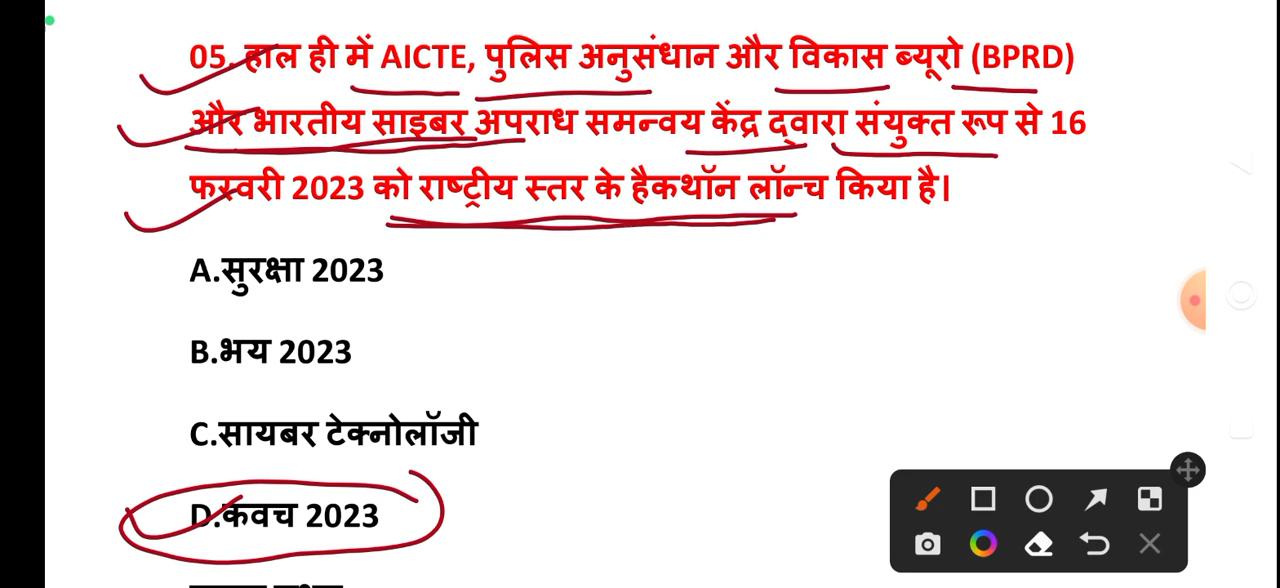 05. हाल ही में AICTE, पुलिस अनुसंधान और विकास ब्यूरो (BPRD)
और भारतीय साइबर अपराध समन्वय केंद्र द्वारा संयुक्त रूप से 16
फरवरी 2023 को राष्ट्रीय स्तर के हैकथॉन लॉन्च किया है।
A.सुरक्षा 2023
B.भय 2023
C.सायबर टेक्नोलॉजी
D.कवच 2023